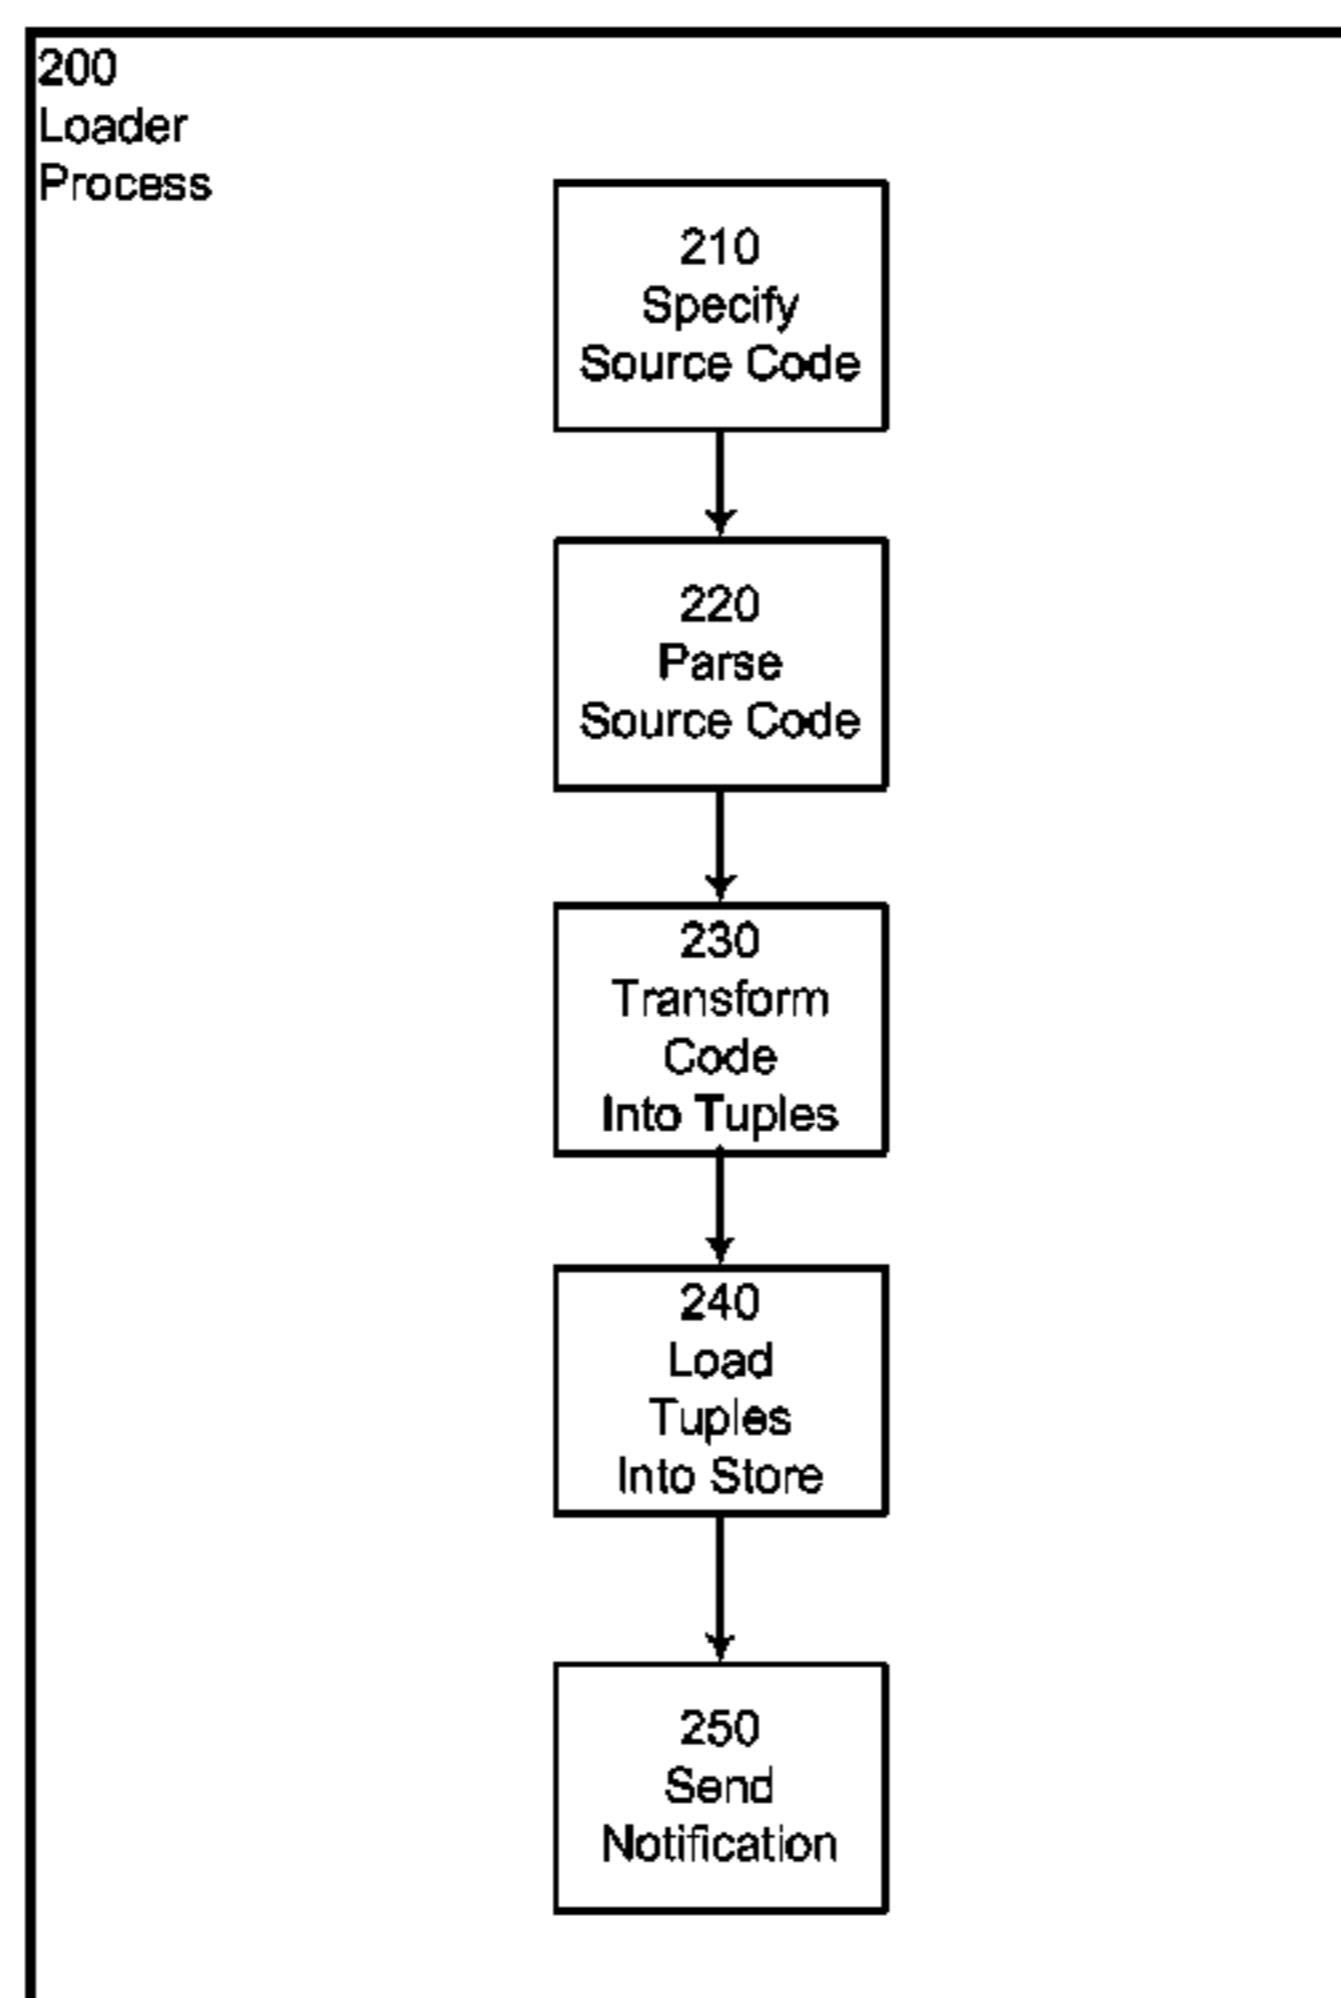 200
Loader
Process
210
Specify
Source Code
220
Parse
Source Code
230
Transform
Code
Into Tuples
240
Load
Tuples
Into Store
250
Send
Notification